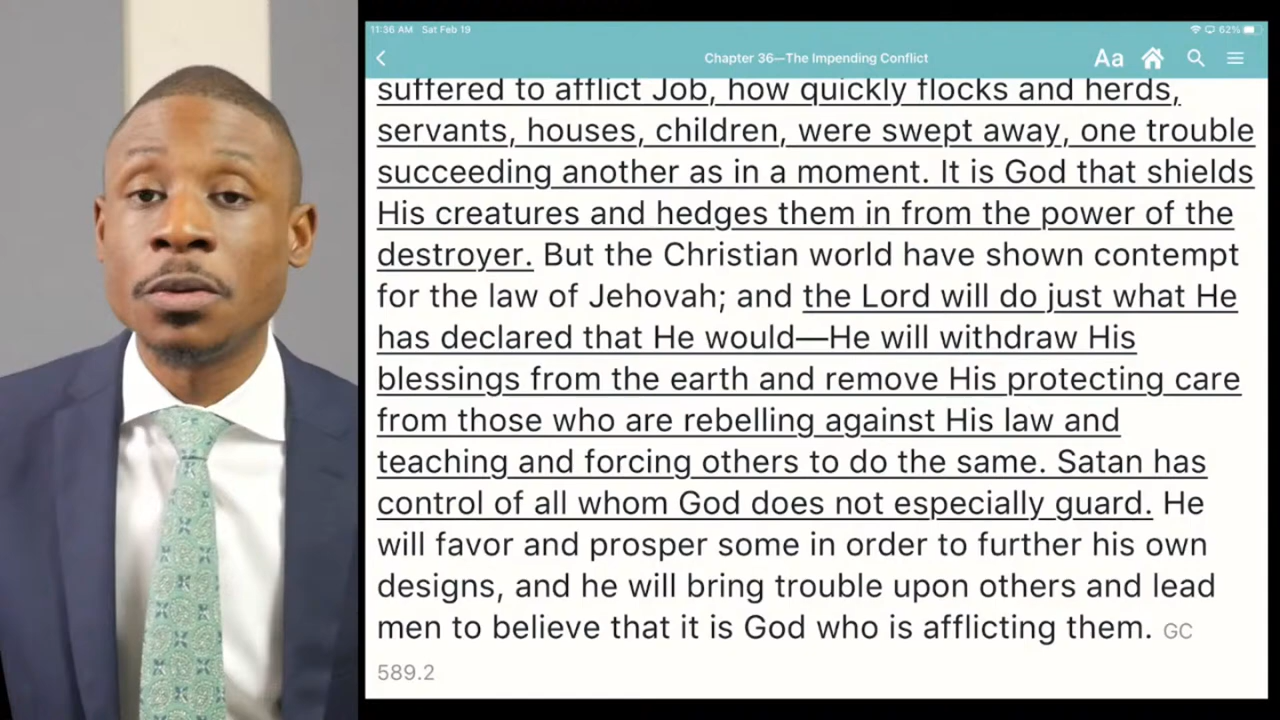 11:36 AM Sat Feb 19
62%
Chapter 36—The Impending Conflict
Aa
suffered to afflict Job, how quickly flocks and herds,
servants, houses, children, were swept away, one trouble
succeeding another as in a moment. It is God that shields
His creatures and hedges them in from the power of the
destroyer. But the Christian world have shown contempt
for the law of Jehovah; and the Lord will do just what He
has declared that He would—He will withdraw His
blessings from the earth and remove His protecting care
from those who are rebelling against His law and
teaching and forcing others to do the same. Satan has
control of all whom God does not especially guard. He
will favor and prosper some in order to further his own
designs, and he will bring trouble upon others and lead
men to believe that it is God who is afflicting them. GC
589.2